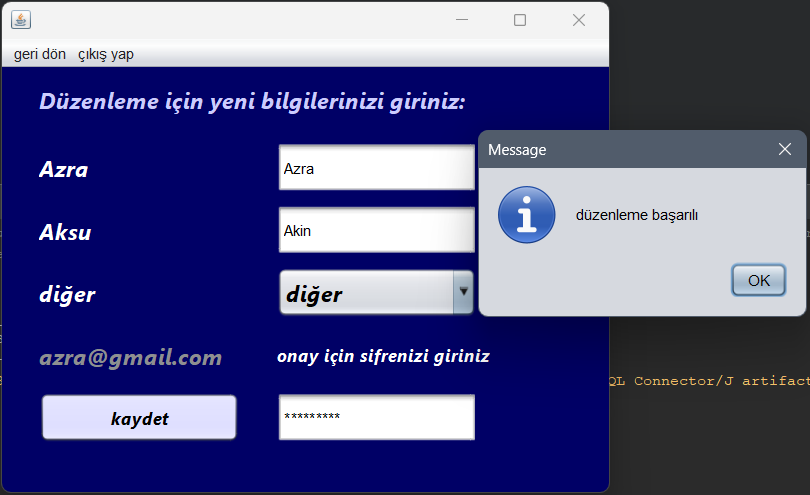 geri dön çıkış yap
Düzenleme için yeni bilgilerinizi giriniz:
Azra Azra
Aksu Akin
diğer diğer
azra@gmail.com onay için sifrenizi giriniz
kaydet *********
Message
düzenleme başarılı
OK
QL Connector/J artifact